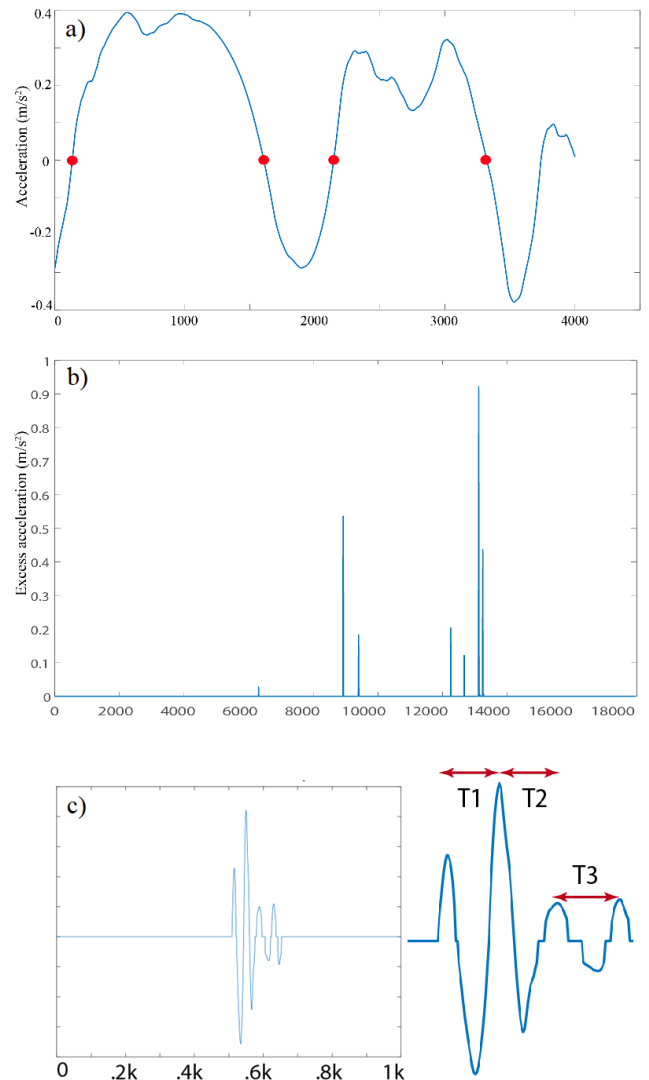 a)
Acceleration (m/s²)
0.4
0.2
0
-0.2
-0.4
0 1000 2000 3000 4000
b)
Excess acceleration (m/s²)
1
0.9
0.8
0.7
0.6
0.5
0.4
0.3
0.2
0.1
0
0 2000 4000 6000 8000 10000 12000 14000 16000 18000
c)
0 .2k .4k .6k .8k 1k
T1 T2
T3